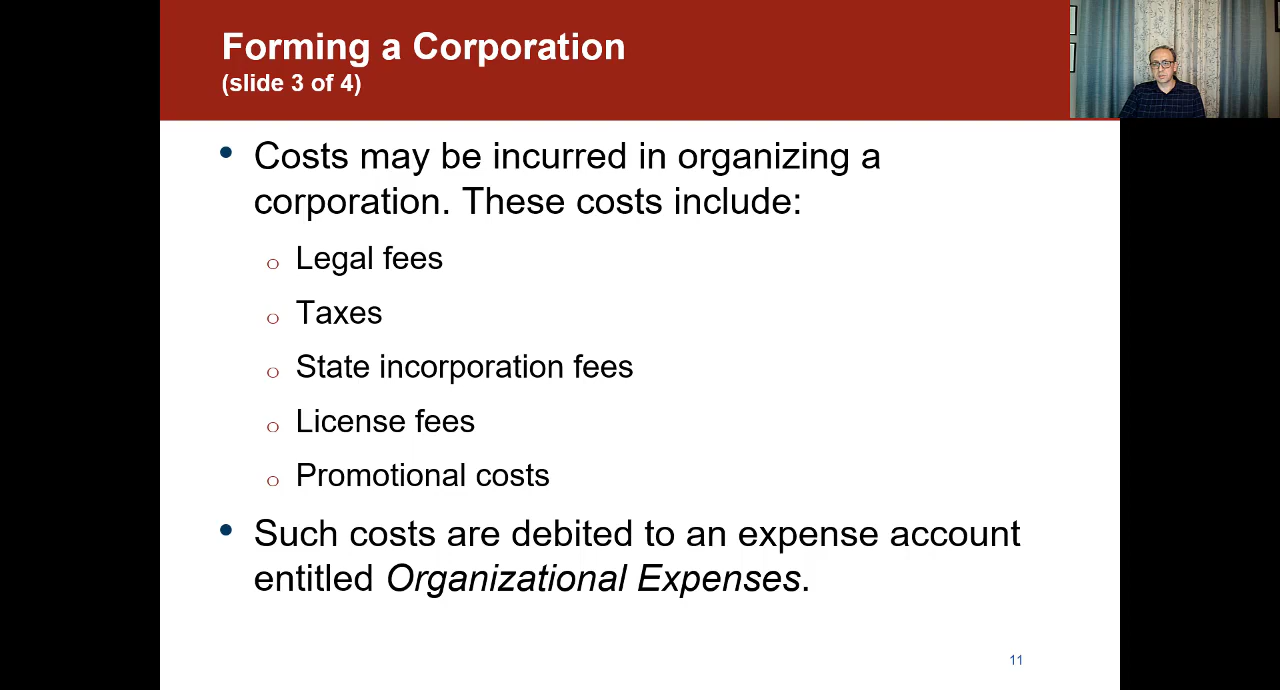 Forming a Corporation
(slide 3 of 4)
Costs may be incurred in organizing a
corporation. These costs include:
Legal fees
Taxes
State incorporation fees
License fees
Promotional costs
Such costs are debited to an expense account
entitled Organizational Expenses.
11